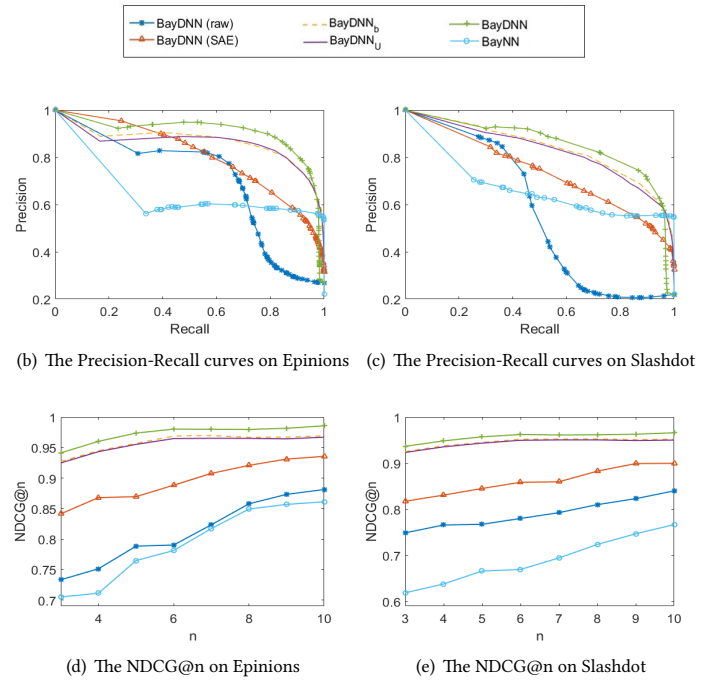 BayDNN (raw) BayDNN_b BayDNN
BayDNN (SAE) BayDNN_U BayNN
1
0.8
0.6
0.4
0.2
Precision
0 0.2 0.4 0.6 0.8 1
Recall
1
0.8
0.6
0.4
0.2
Precision
0 0.2 0.4 0.6 0.8 1
Recall
(b) The Precision-Recall curves on Epinions (c) The Precision-Recall curves on Slashdot
1
0.95
0.9
0.85
0.8
0.75
0.7
NDCG@n
4 6 8 10
n
1
0.9
0.8
0.7
0.6
NDCG@n
3 4 5 6 7 8 9 10
n
(d) The NDCG@n on Epinions (e) The NDCG@n on Slashdot